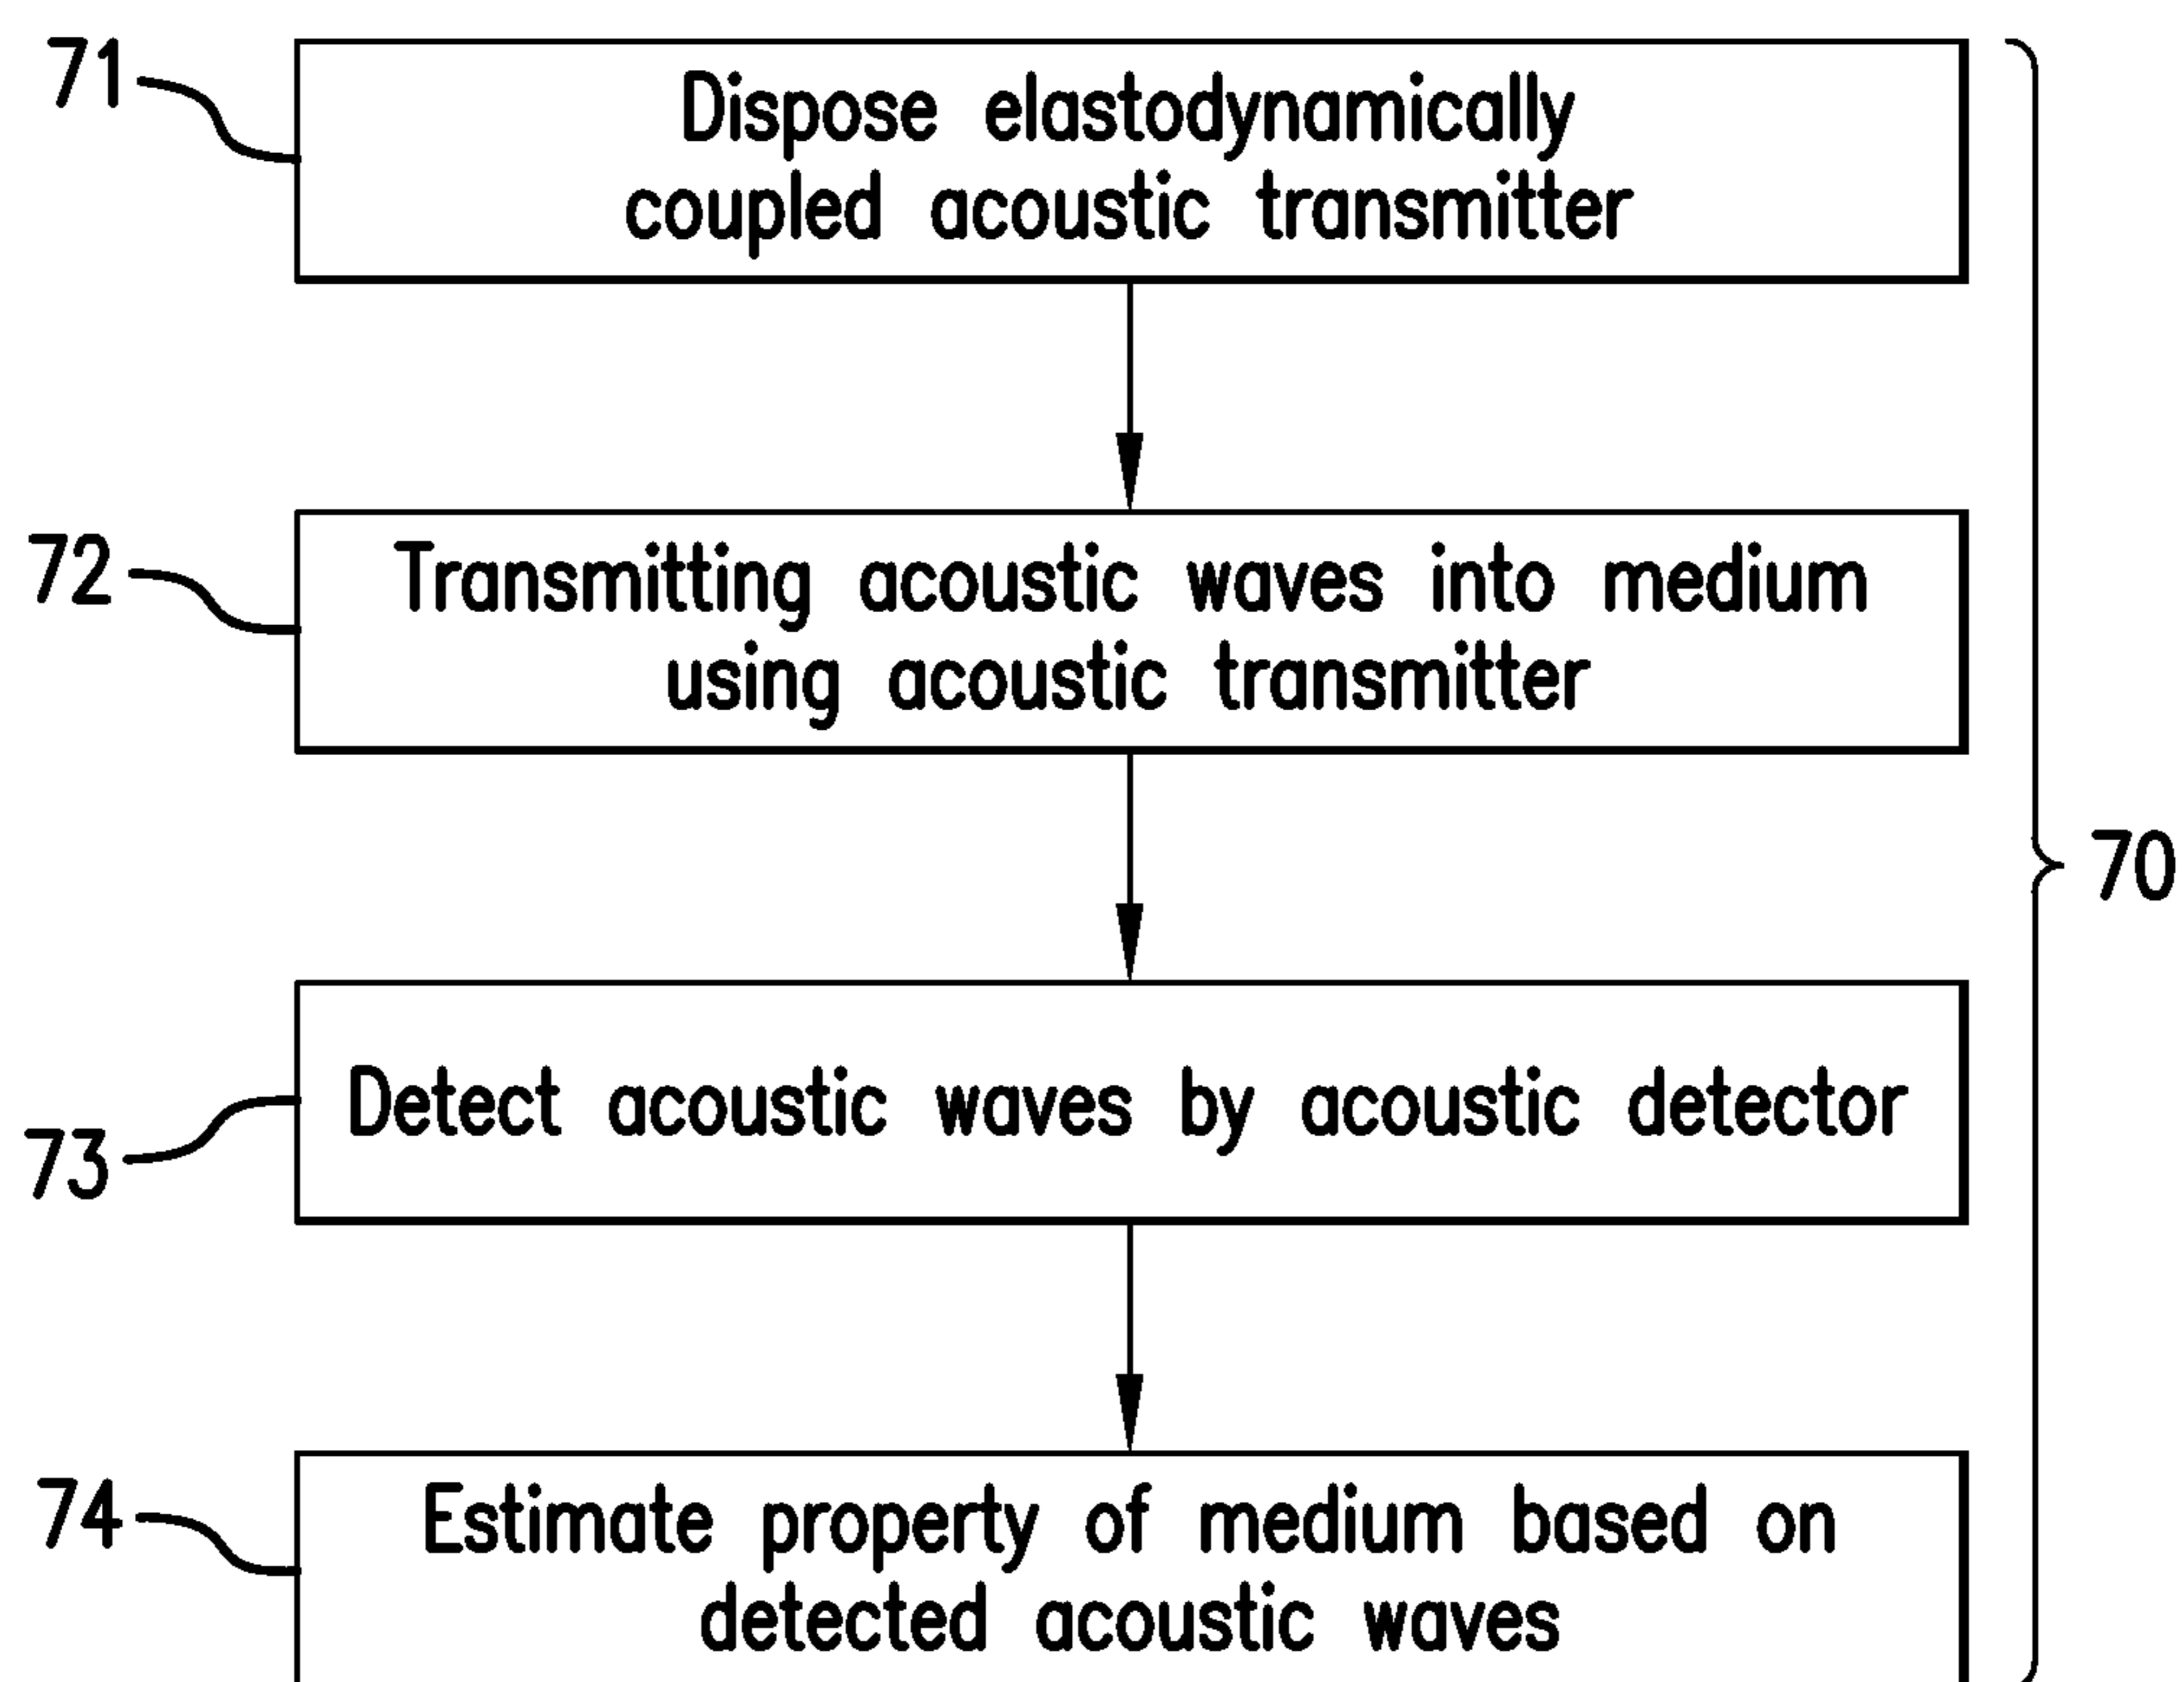 71
Dispose elastodynamically
coupled acoustic transmitter
72
Transmitting acoustic waves into medium
using acoustic transmitter
70
73
Detect acoustic waves by acoustic detector
74
Estimate property of medium based on
detected acoustic waves